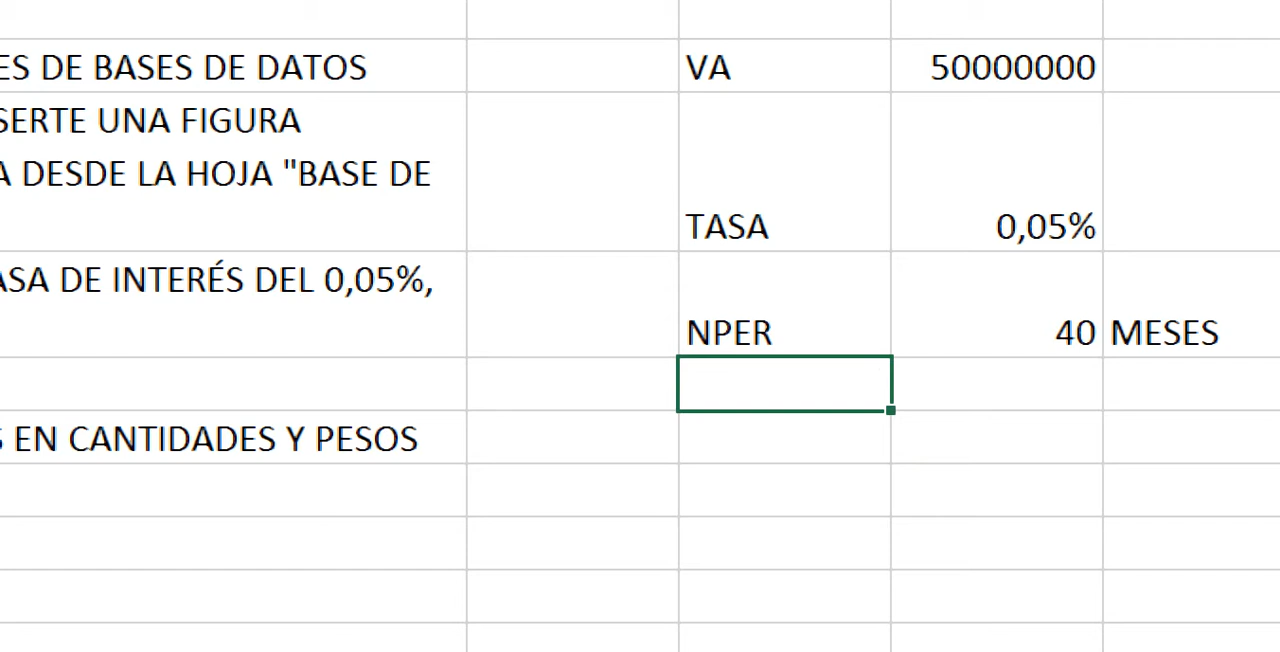 ES DE BASES DE DATOS
VA 50000000
SERTE UNA FIGURA
A DESDE LA HOJA "BASE DE
TASA 0,05%
ASA DE INTERÉS DEL 0,05%,
NPER 40 MESES
S EN CANTIDADES Y PESOS